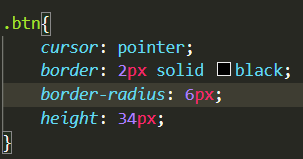 .btn{
    cursor: pointer;
    border: 2px solid black;
    border-radius: 6px;
    height: 34px;
}